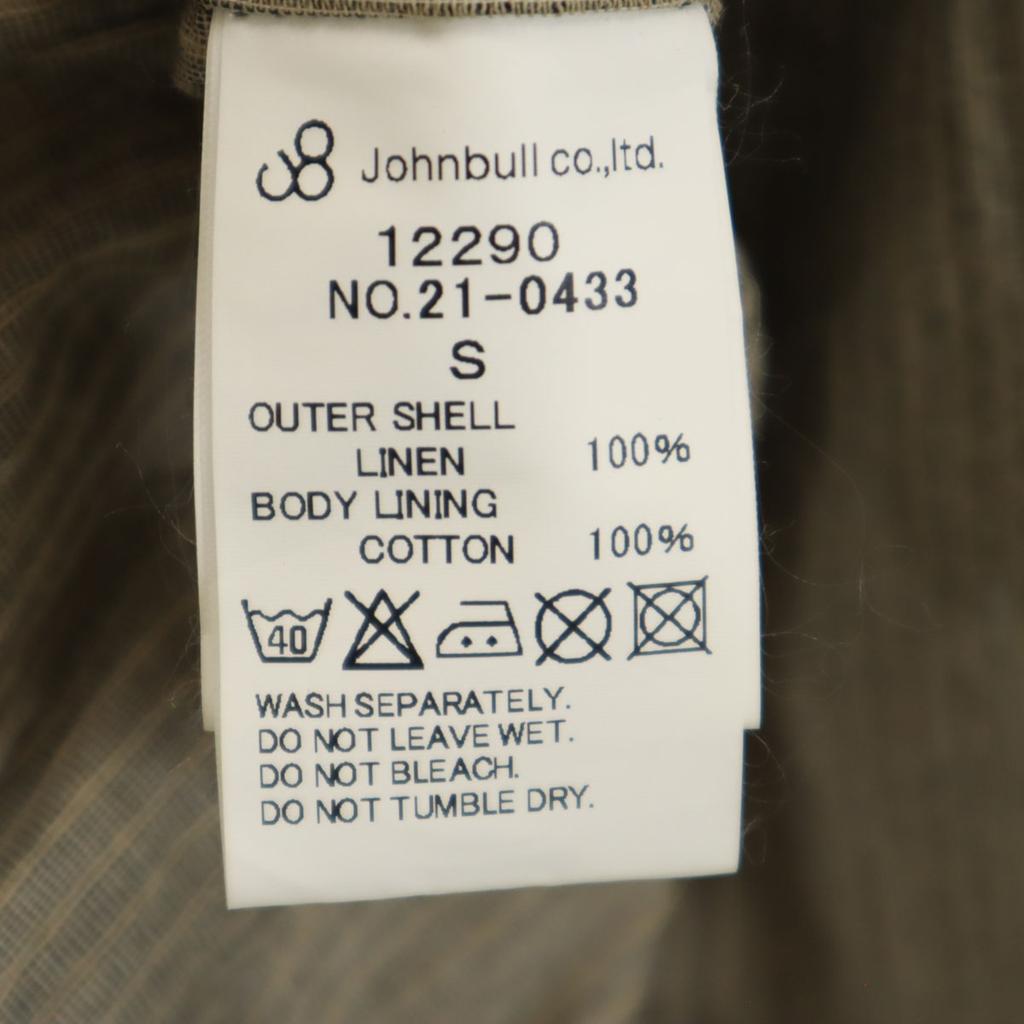 Johnbull co.,ltd.
12290
NO.21-0433
S
OUTER SHELL
LINEN 100%
BODY LINING
COTTON 100%
40
WASH SEPARATELY.
DO NOT LEAVE WET.
DO NOT BLEACH.
DO NOT TUMBLE DRY.